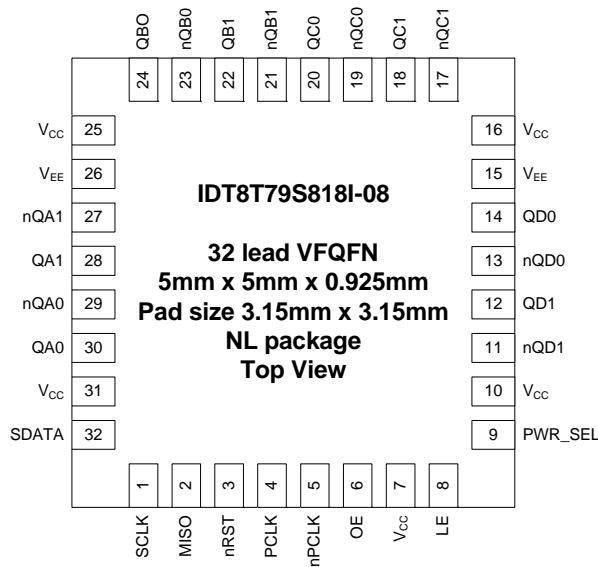 QBO nQB0 QB1 nQB1 QC0 nQC0 QC1 nQC1
24 23 22 21 20 19 18 17
VCC 25
VEE 26
nQA1 27
QA1 28
nQA0 29
QA0 30
VCC 31
SDATA 32
IDT8T79S818I-08
32 lead VFQFN
5mm x 5mm x 0.925mm
Pad size 3.15mm x 3.15mm
NL package
Top View
16 VCC
15 VEE
14 QD0
13 nQD0
12 QD1
11 nQD1
10 VCC
9 PWR_SEL
1 2 3 4 5 6 7 8
SCLK MISO nRST PCLK nPCLK OE VCC LE